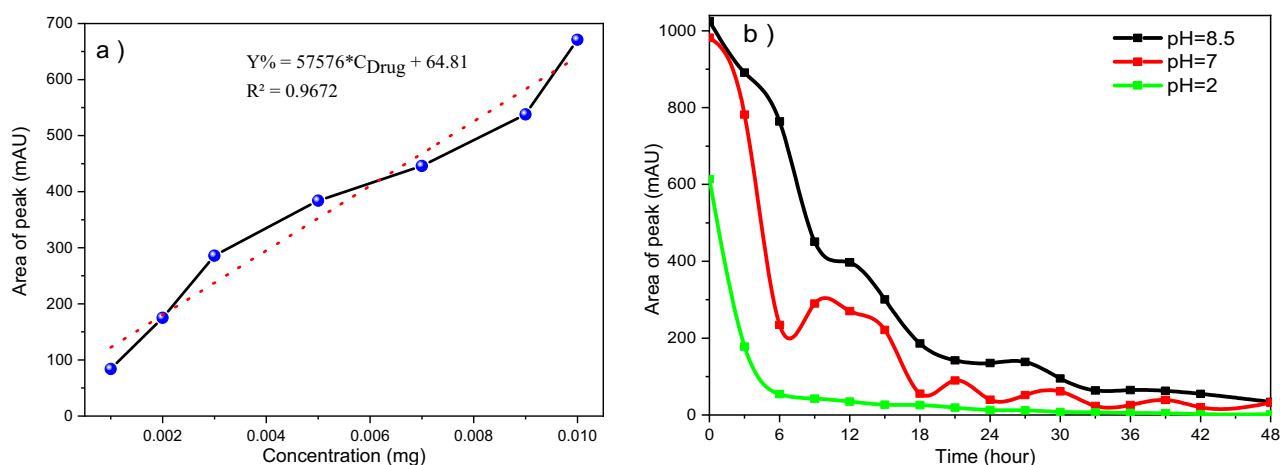 a )
Y% = 57576*CDrug + 64.81
R² = 0.9672
700
600
500
400
300
200
100
0
0.002 0.004 0.006 0.008 0.010
Concentration (mg)
Area of peak (mAU)
b )
pH=8.5
pH=7
pH=2
1000
800
600
400
200
0
0 6 12 18 24 30 36 42 48
Time (hour)
Area of peak (mAU)